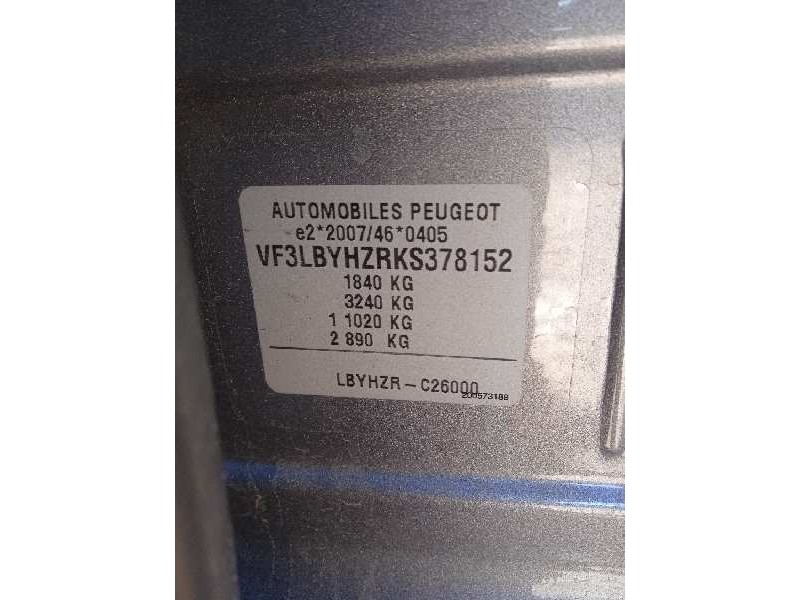 AUTOMOBILES PEUGEOT
e2*2007/46*0405
VF3LBYHZRKS378152
1840 KG
3240 KG
1 1020 KG
2 890 KG
LBYHZR-C26000
200573188